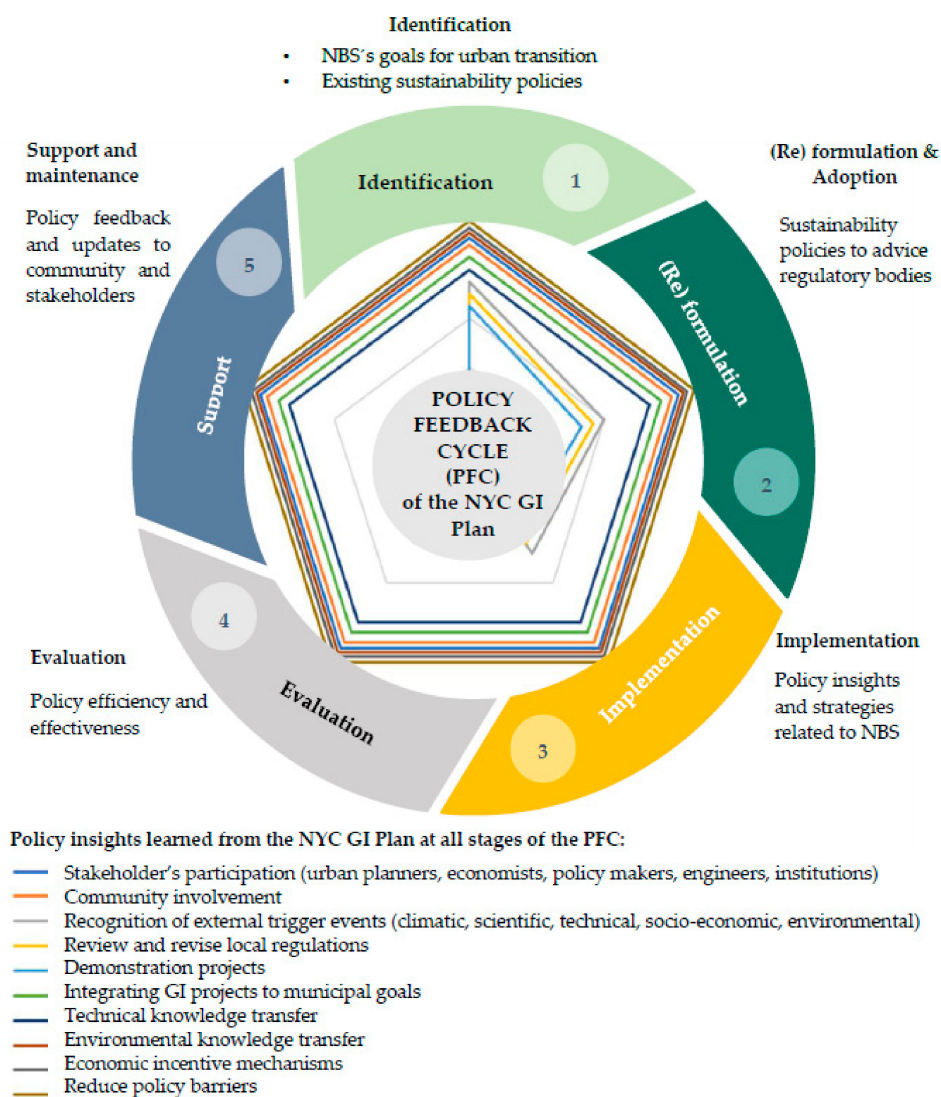 Identification
• NBS´s goals for urban transition
• Existing sustainability policies
Support and
maintenance
Policy feedback
and updates to
community and
stakeholders
(Re) formulation &
Adoption
Sustainability
policies to advice
regulatory bodies
Identification
1
5
(Re) formulation
Support
POLICY
FEEDBACK
CYCLE
(PFC)
of the NYC GI
Plan
2
4
Implementation
Evaluation
3
Evaluation
Policy efficiency and
effectiveness
Implementation
Policy insights
and strategies
related to NBS
Policy insights learned from the NYC GI Plan at all stages of the PFC:
Stakeholder’s participation (urban planners, economists, policy makers, engineers, institutions)
Community involvement
Recognition of external trigger events (climatic, scientific, technical, socio-economic, environmental)
Review and revise local regulations
Demonstration projects
Integrating GI projects to municipal goals
Technical knowledge transfer
Environmental knowledge transfer
Economic incentive mechanisms
Reduce policy barriers